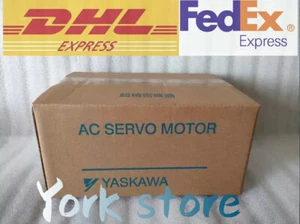 DHL
EXPRESS
FedEx
Express
AC SERVO MOTOR
YASKAWA
York store